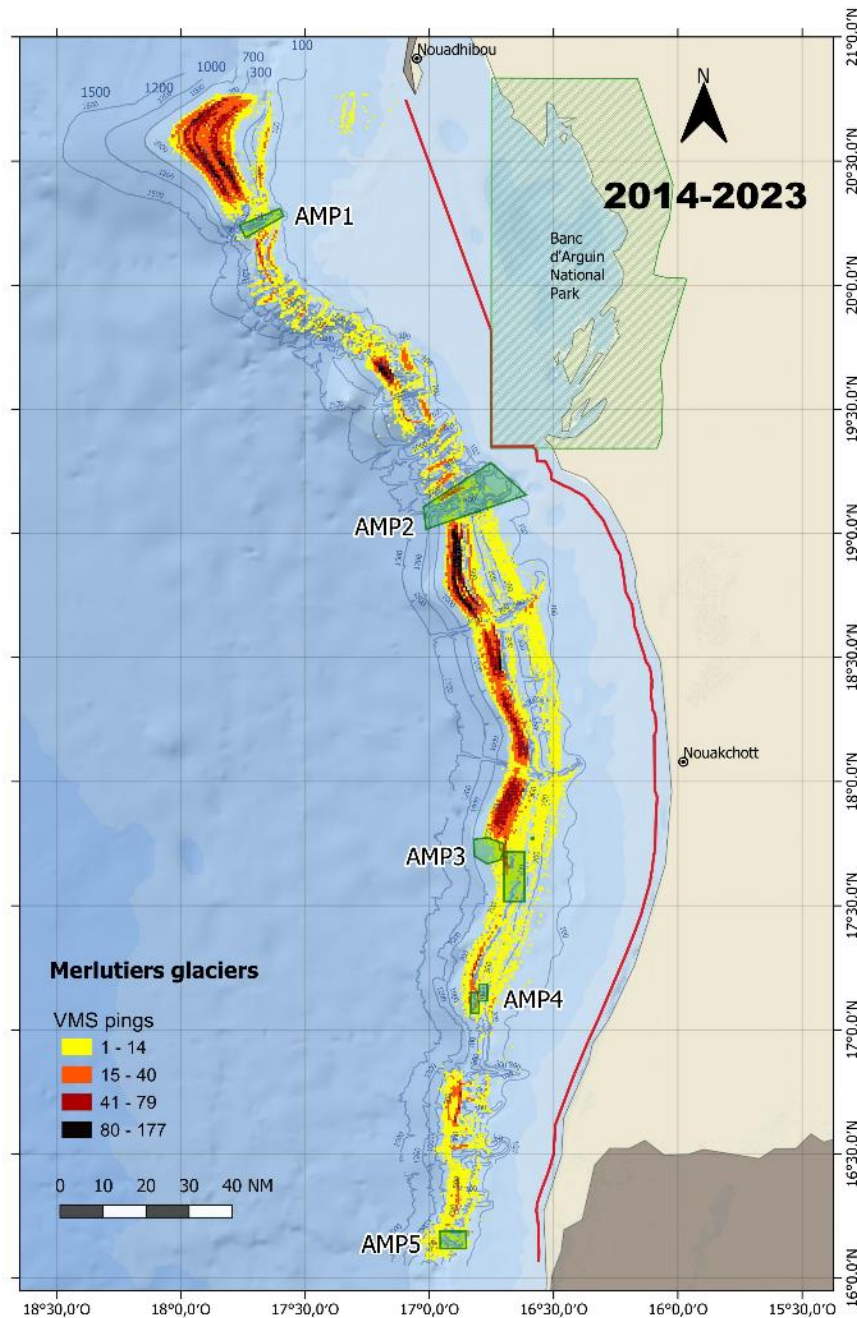 100
700
1000
300
1200
1500
Nouadhibou
N
2014-2023
AMP1
Banc
d'Arguin
National
Park
AMP2
Nouakchott
AMP3
AMP4
AMP5
Merlutiers glaciers
VMS pings
1 - 14
15 - 40
41 - 79
80 - 177
0 10 20 30 40 NM
21°0,0'N
20°30,0'N
20°0,0'N
19°30,0'N
19°0,0'N
18°30,0'N
18°0,0'N
17°30,0'N
17°0,0'N
16°30,0'N
16°0,0'N
18°30,0'O 18°0,0'O 17°30,0'O 17°0,0'O 16°30,0'O 16°0,0'O 15°30,0'O